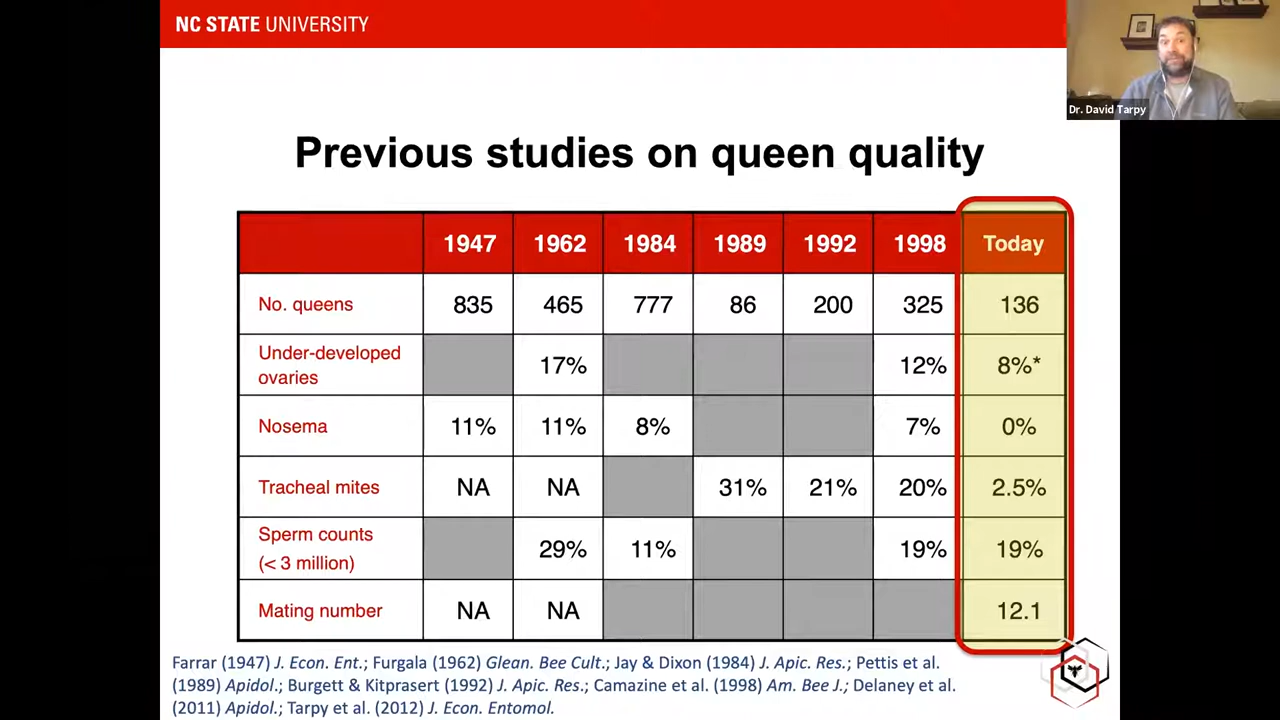 NC STATE UNIVERSITY
Dr. David Tarpy
Previous studies on queen quality
1947 1962 1984 1989 1992 1998 Today
No. queens 835 465 777 86 200 325 136
Under-developed
ovaries 17% 12% 8%*
Nosema 11% 11% 8% 7% 0%
Tracheal mites NA NA 31% 21% 20% 2.5%
Sperm counts
(< 3 million) 29% 11% 19% 19%
Mating number NA NA 12.1
Farrar (1947) J. Econ. Ent.; Furgala (1962) Glean. Bee Cult.; Jay & Dixon (1984) J. Apic. Res.; Pettis et al.
(1989) Apidol.; Burgett & Kitprasert (1992) J. Apic. Res.; Camazine et al. (1998) Am. Bee J.; Delaney et al.
(2011) Apidol.; Tarpy et al. (2012) J. Econ. Entomol.